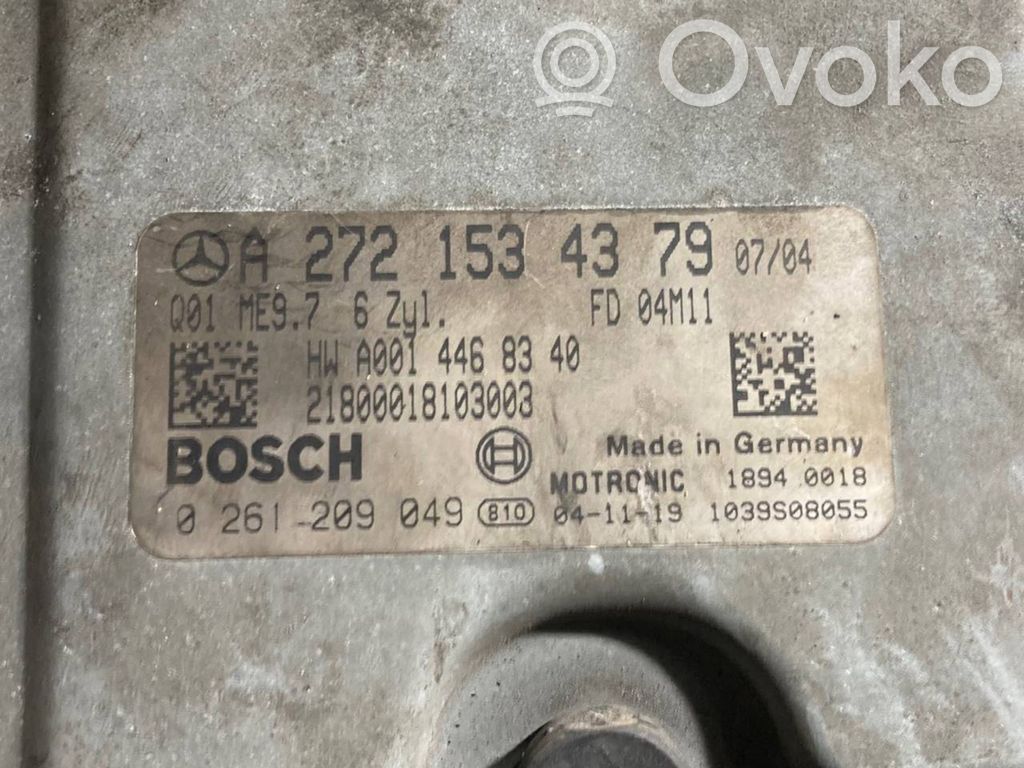 Ovoko
A 272 153 43 79 07/04
Q01 ME9.7 6 Zyl. FD 04M11
HW A001 446 83 40
21800018103003
BOSCH Made in Germany
MOTRONIC 1894 0018
0 261 209 049 810 04-11-19 1039S08055